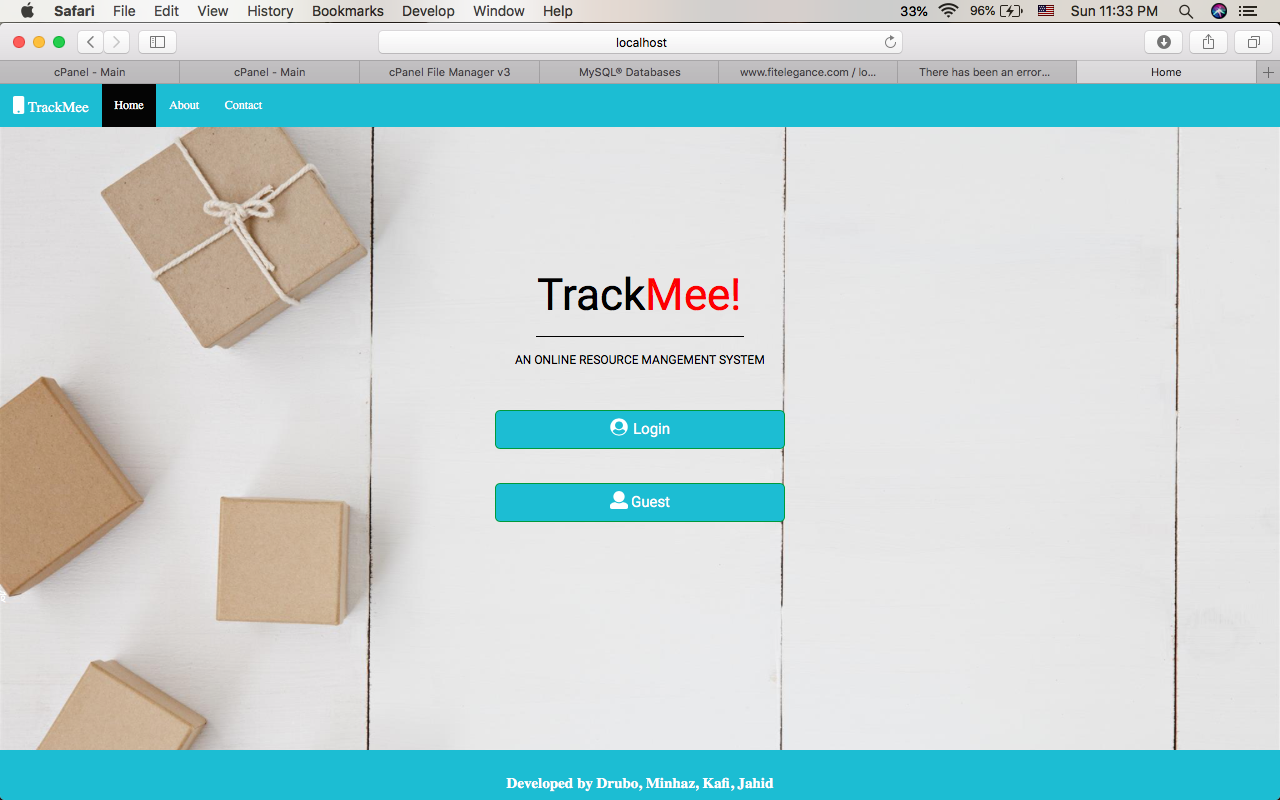 Safari File Edit View History Bookmarks Develop Window Help 33% 96% Sun 11:33 PM
localhost
cPanel - Main cPanel - Main cPanel File Manager v3 MySQL® Databases www.fitelegance.com / lo... There has been an error... Home
TrackMee Home About Contact
TrackMee!
AN ONLINE RESOURCE MANGEMENT SYSTEM
Login
Guest
Developed by Drubo, Minhaz, Kafi, Jahid